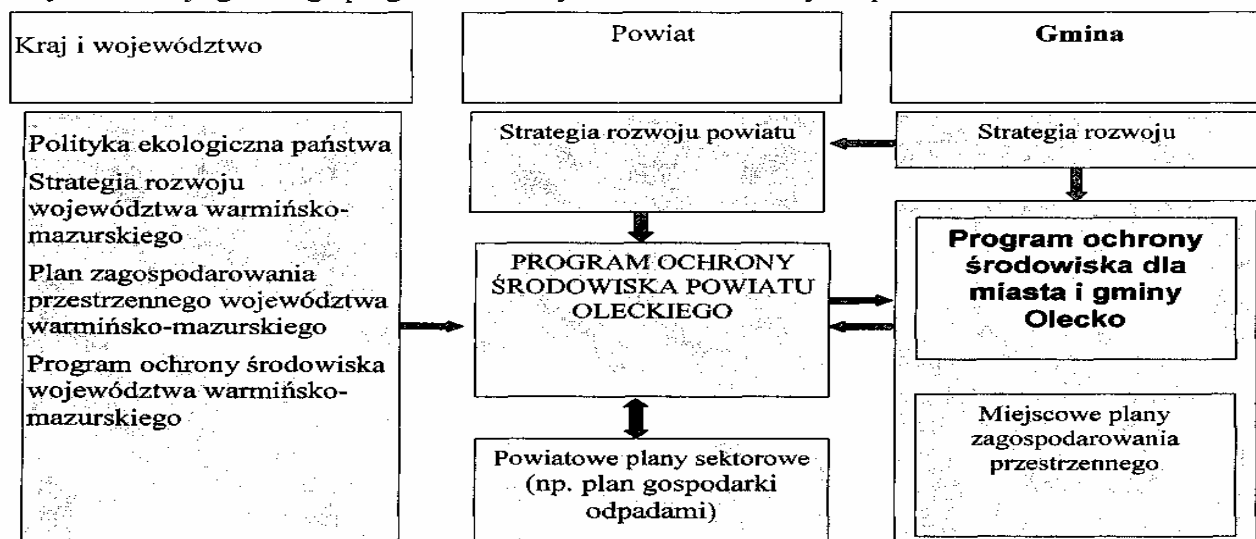 Kraj i województwo
Powiat
Gmina
Polityka ekologiczna państwa
Strategia rozwoju
województwa warmińsko-
mazurskiego
Plan zagospodarowania
przestrzennego województwa
warmińsko-mazurskiego
Program ochrony środowiska
województwa warmińsko-
mazurskiego
Strategia rozwoju powiatu
PROGRAM OCHRONY
ŚRODOWISKA POWIATU
OLECKIEGO
Powiatowe plany sektorowe
(np. plan gospodarki
odpadami)
Strategia rozwoju
Program ochrony
środowiska dla
miasta i gminy
Olecko
Miejscowe plany
zagospodarowania
przestrzennego